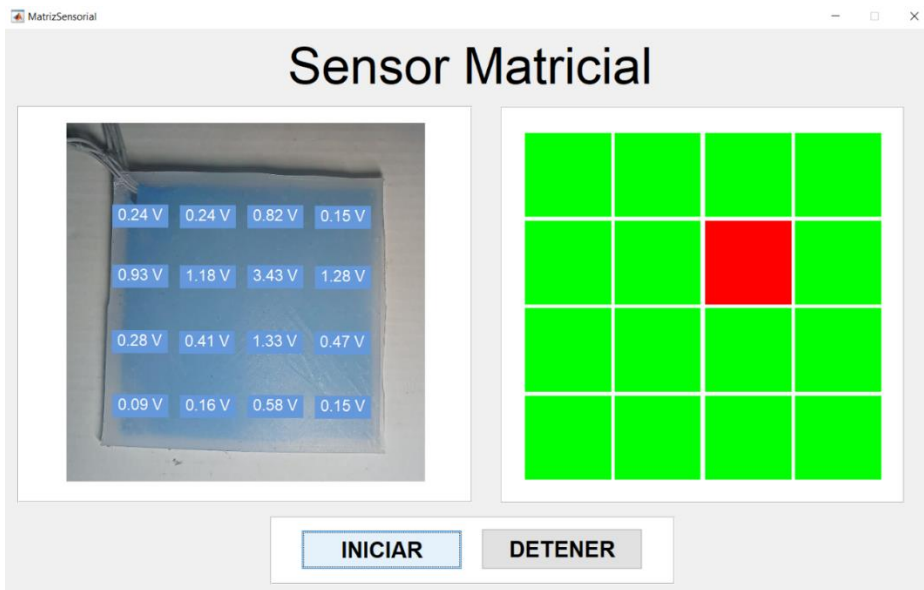 MatrizSensorial
Sensor Matricial
0.24 V 0.24 V 0.82 V 0.15 V
0.93 V 1.18 V 3.43 V 1.28 V
0.28 V 0.41 V 1.33 V 0.47 V
0.09 V 0.16 V 0.58 V 0.15 V
INICIAR DETENER